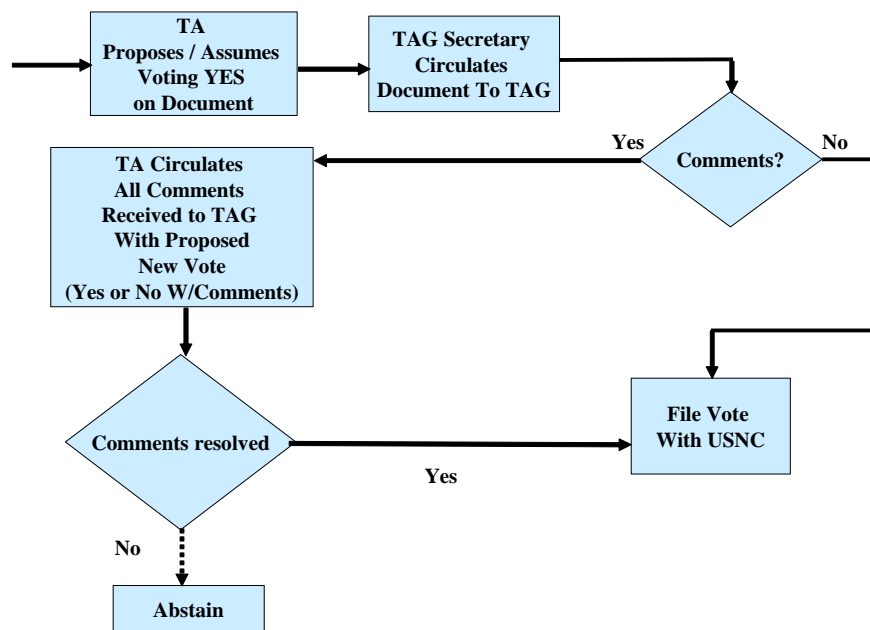 TA
Proposes / Assumes
Voting YES
on Document
TAG Secretary
Circulates
Document To TAG
Yes
No
Comments?
TA Circulates
All Comments
Received to TAG
With Proposed
New Vote
(Yes or No W/Comments)
File Vote
With USNC
Comments resolved
Yes
No
Abstain